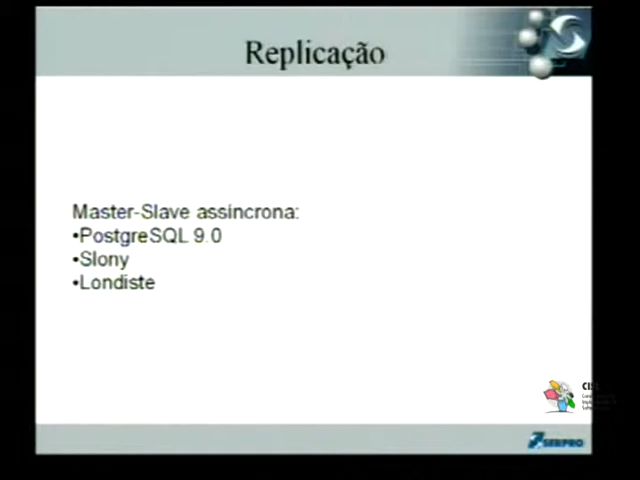 Replicação
Master-Slave assíncrona:
•PostgreSQL 9.0
•Slony
•Londiste
SERPRO